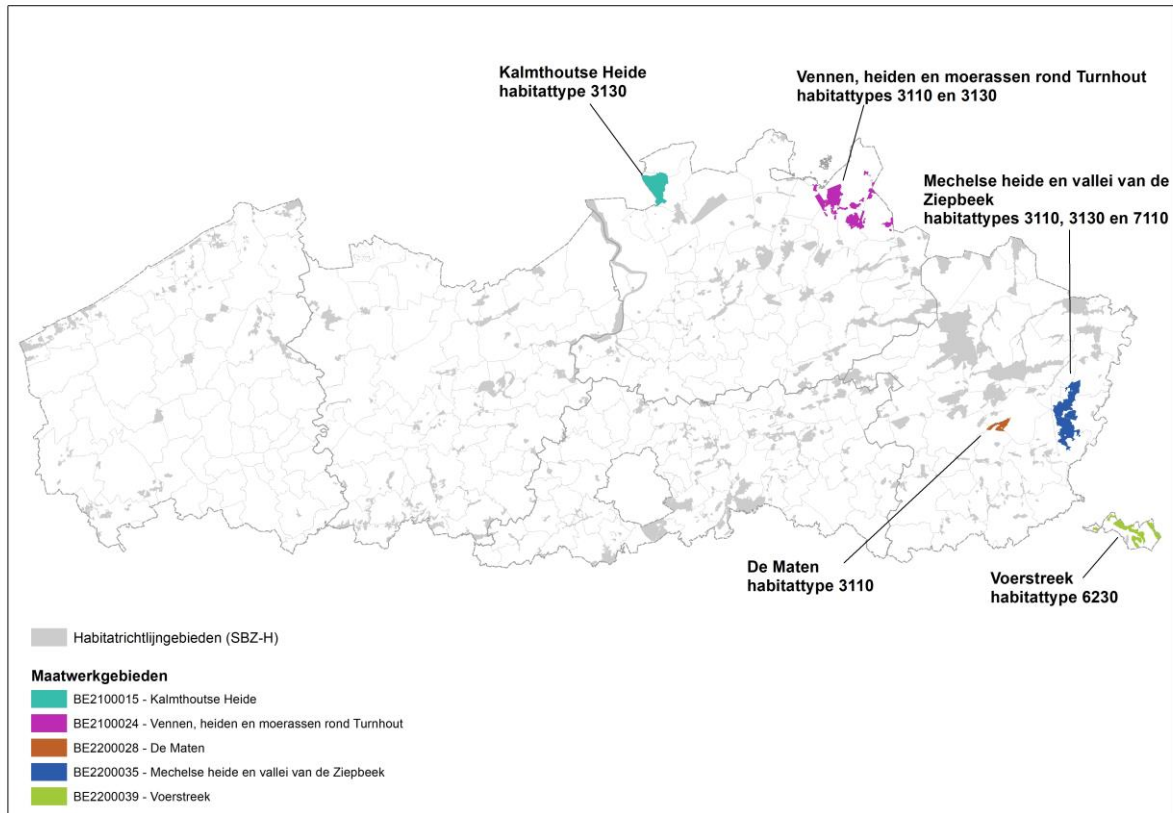 Kalmthoutse Heide
habitattype 3130
Vennen, heiden en moerassen rond Turnhout
habitattypes 3110 en 3130
Mechelse heide en vallei van de
Ziepbeek
habitattypes 3110, 3130 en 7110
De Maten
habitattype 3110
Voerstreek
habitattype 6230
Habitatrichtlijngebieden (SBZ-H)
Maatwerkgebieden
BE2100015 - Kalmthoutse Heide
BE2100024 - Vennen, heiden en moerassen rond Turnhout
BE2200028 - De Maten
BE2200035 - Mechelse heide en vallei van de Ziepbeek
BE2200039 - Voerstreek